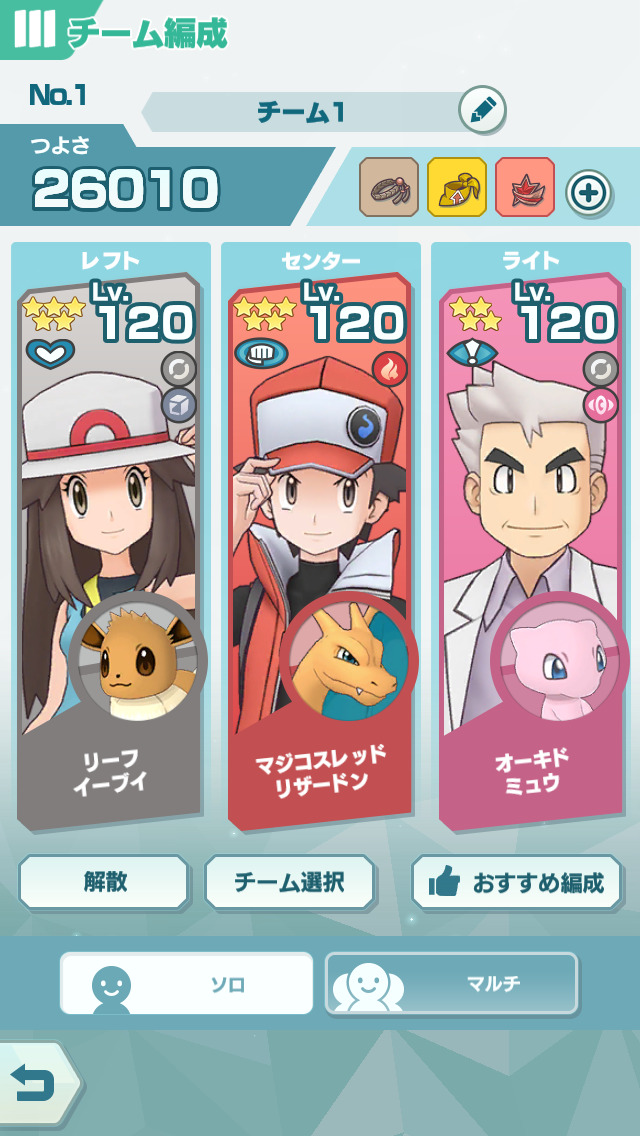 チーム編成
No.1
チーム1
つよさ
26010
レフト
センター
ライト
Lv.120
Lv.120
Lv.120
リーフ
イーブイ
マジコスレッド
リザードン
オーキド
ミュウ
解散
チーム選択
おすすめ編成
ソロ
マルチ